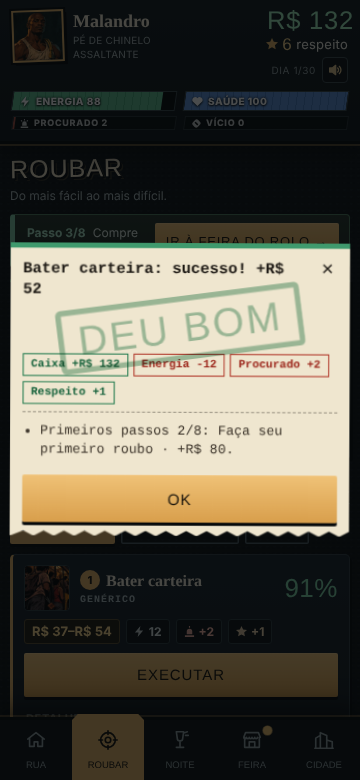 Malandro
PÉ DE CHINELO
ASSALTANTE
R$ 132
6 respeito
DIA 1/30
ENERGIA 88
SAÚDE 100
PROCURADO 2
VÍCIO 0
ROUBAR
Do mais fácil ao mais difícil.
Passo 3/8 Compre
IR À FEIRA DO ROLO
Bater carteira: sucesso! +R$
52
×
DEU BOM
Caixa +R$ 132
Energia -12
Procurado +2
Respeito +1
• Primeiros passos 2/8: Faça seu
primeiro roubo · +R$ 80.
OK
1 Bater carteira
GENÉRICO
91%
R$ 37–R$ 54
12
+2
+1
EXECUTAR
RUA
ROUBAR
NOITE
FEIRA
CIDADE